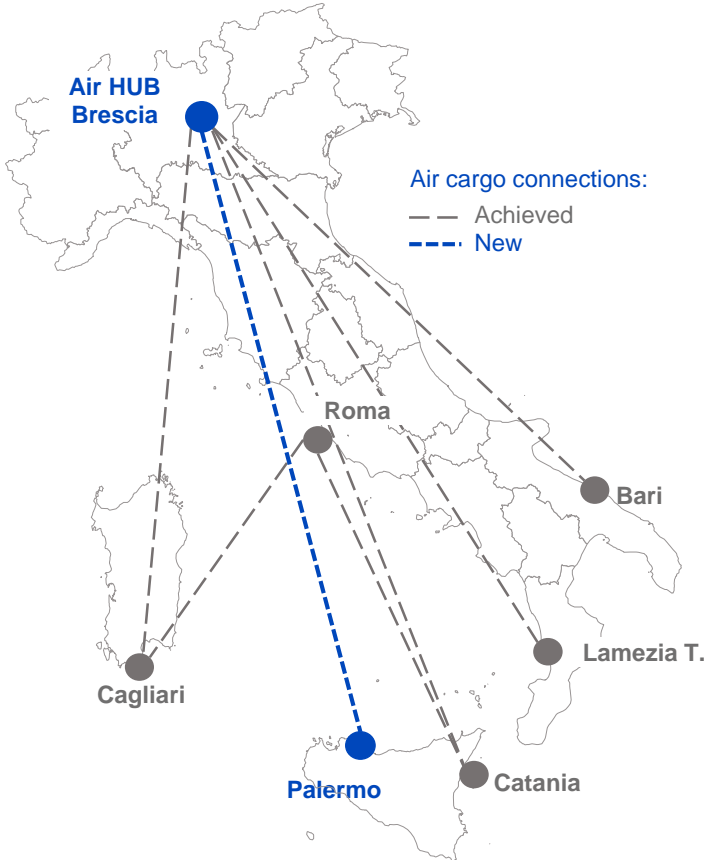 Air HUB
Brescia
Air cargo connections:
Achieved
New
Roma
Bari
Lamezia T.
Cagliari
Catania
Palermo